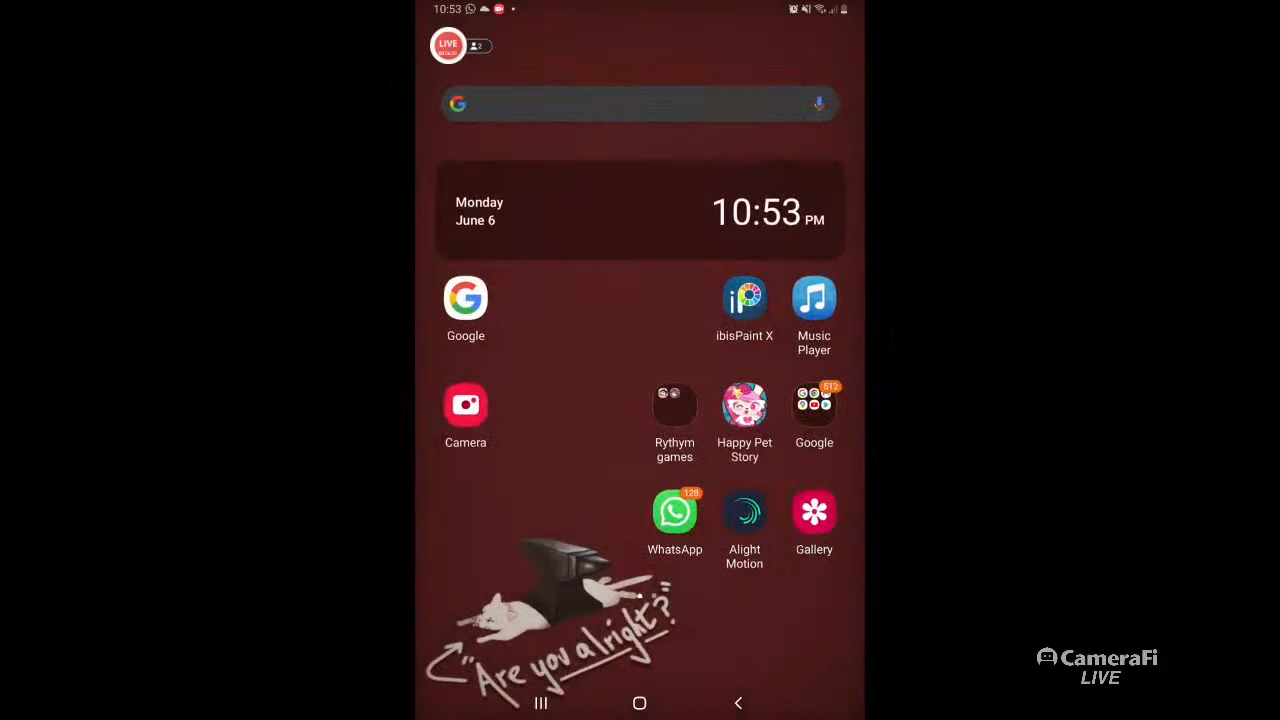 10:53
LIVE
2
Monday
June 6
10:53 PM
Google
ibisPaint X
Music
Player
512
Camera
Rythym
games
Happy Pet
Story
Google
128
WhatsApp
Alight
Motion
Gallery
"Are you alright?"
CameraFi
LIVE